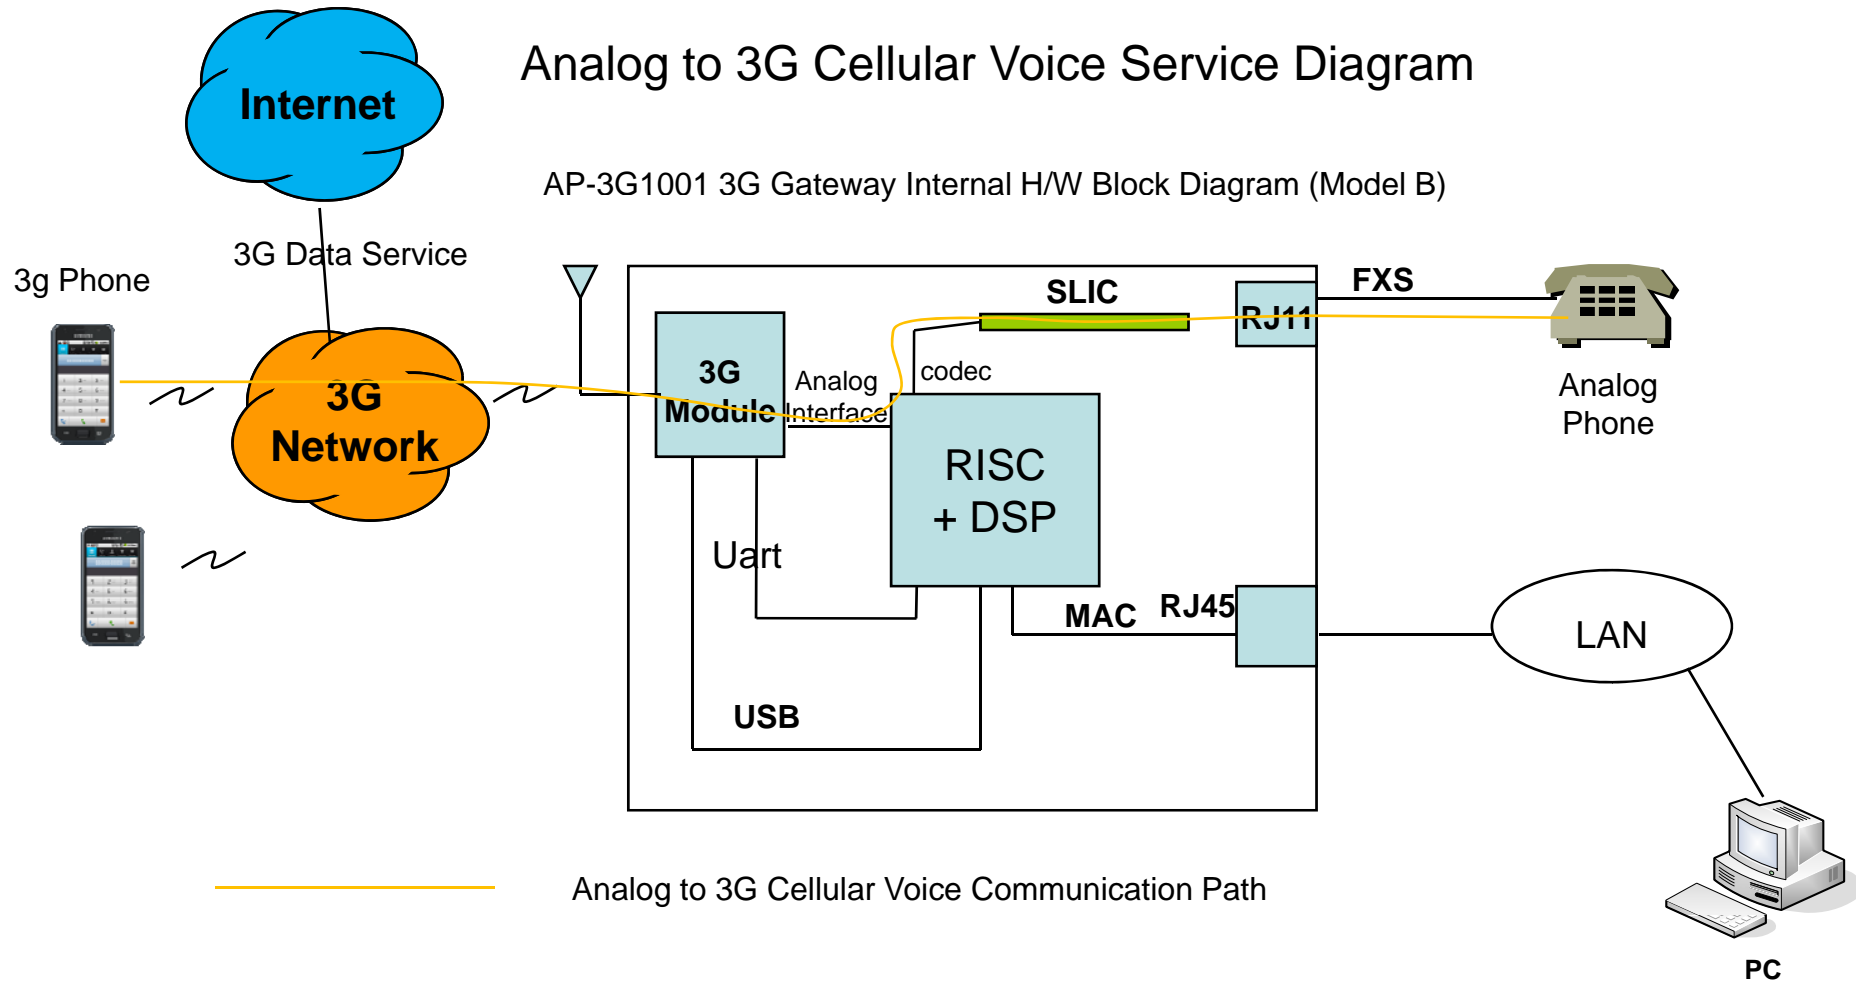 Analog to 3G Cellular Voice Service Diagram
Internet
AP-3G1001 3G Gateway Internal H/W Block Diagram (Model B)
3G Data Service
3g Phone
SLIC
FXS
RJ11
3G
Module
Analog
Interface
codec
3G
Network
Analog
Phone
RISC
+ DSP
Uart
MAC
RJ45
LAN
USB
Analog to 3G Cellular Voice Communication Path
PC